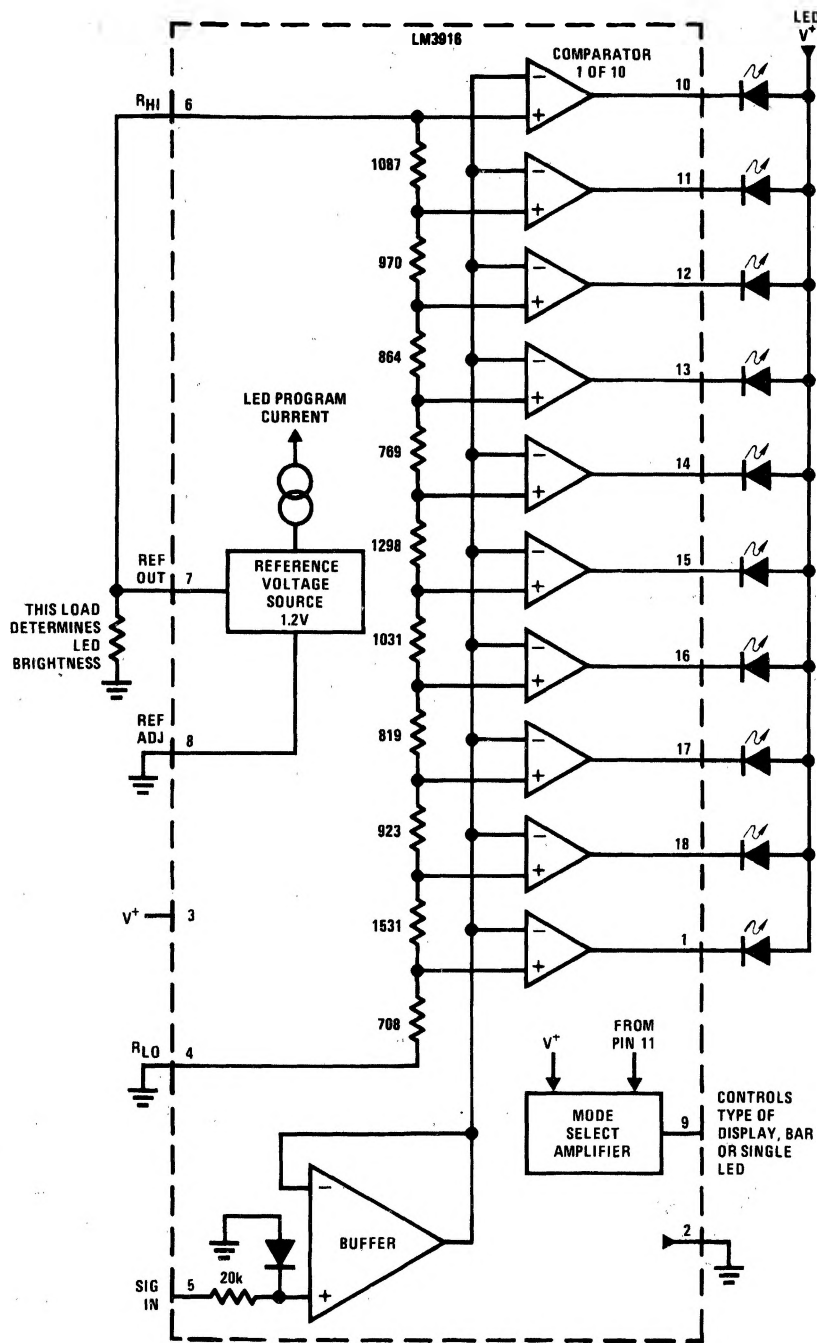 LM3916
LED
V+
COMPARATOR
1 OF 10
10
RHI
6
−
+
1087
11
−
+
970
12
−
+
864
13
−
+
LED PROGRAM
CURRENT
769
14
−
+
1298
15
−
+
REF
OUT
7
REFERENCE
VOLTAGE
SOURCE
1.2V
THIS LOAD
DETERMINES
LED
BRIGHTNESS
1031
16
−
+
REF
ADJ
8
819
17
−
+
923
18
−
+
V+
3
1531
1
−
+
708
RLO
4
V+
FROM
PIN 11
MODE
SELECT
AMPLIFIER
9
CONTROLS
TYPE OF
DISPLAY, BAR
OR SINGLE
LED
−
BUFFER
+
2
SIG
IN
5
20k